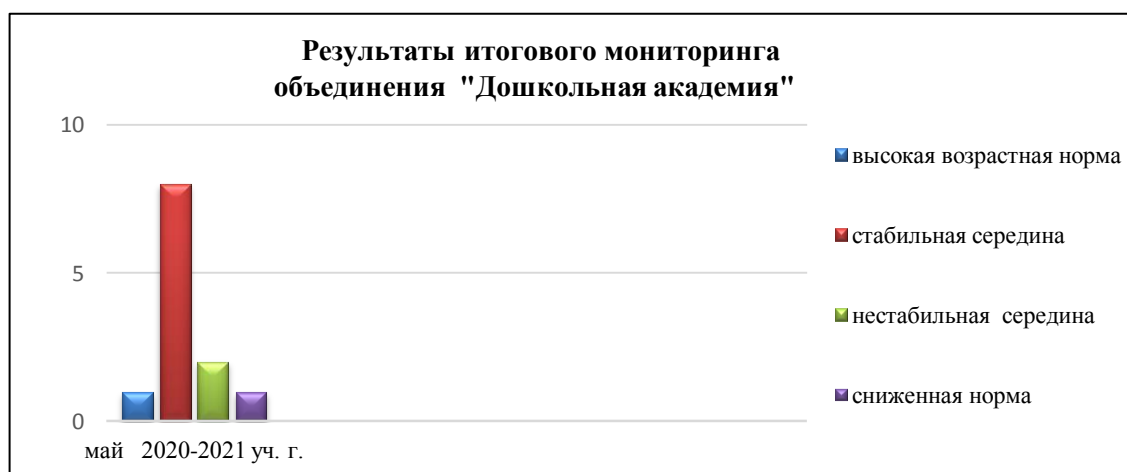 Результаты итогового мониторинга
объединения "Дошкольная академия"
10
5
0
май 2020-2021 уч. г.
высокая возрастная норма
стабильная середина
нестабильная середина
сниженная норма